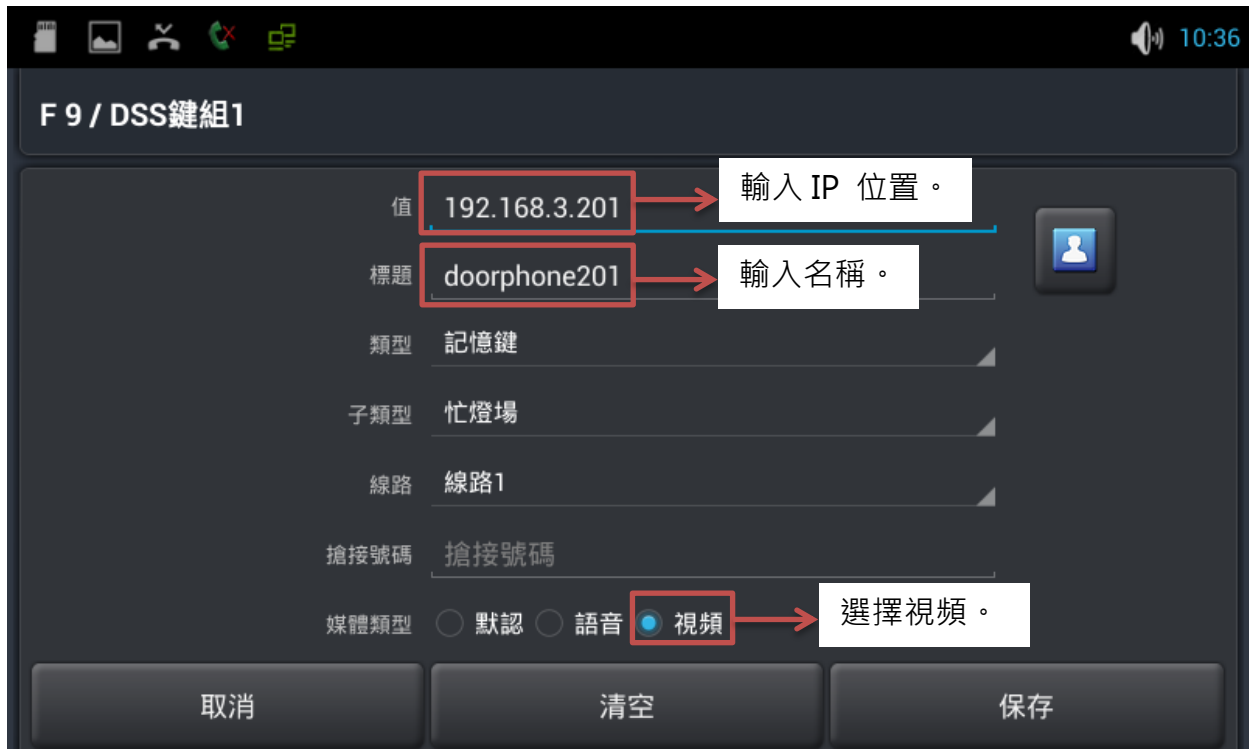 10:36
F 9 / DSS鍵組1
值 192.168.3.201 輸入 IP 位置。
標題 doorphone201 輸入名稱。
類型 記憶鍵
子類型 忙燈場
線路 線路1
搶接號碼 搶接號碼
媒體類型 默認 語音 視頻 選擇視頻。
取消 清空 保存